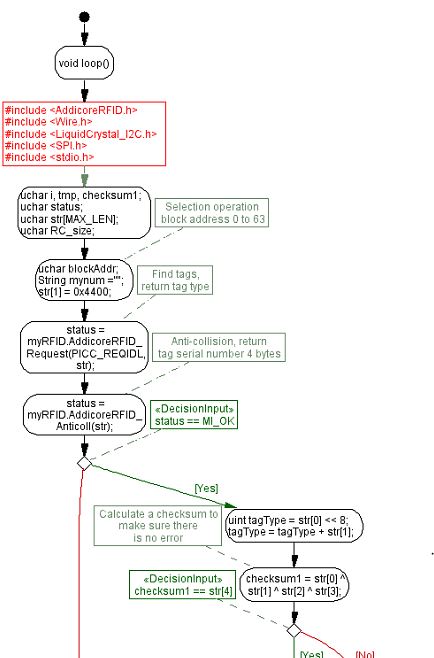 void loop()
#include <AddicoreRFID.h>
#include <Wire.h>
#include <LiquidCrystal_I2C.h>
#include <SPI.h>
#include <stdio.h>
uchar i, tmp, checksum1;
uchar status;
uchar str[MAX_LEN];
uchar RC_size;
Selection operation
block address 0 to 63
uchar blockAddr;
String mynum ="";
str[1] = 0x4400;
Find tags,
return tag type
status =
myRFID.AddicoreRFID_
Request(PICC_REQIDL,
str);
Anti-collision, return
tag serial number 4 bytes
status =
myRFID.AddicoreRFID_
Anticoll(str);
«DecisionInput»
status == MI_OK
[Yes]
Calculate a checksum to
make sure there
is no error
uint tagType = str[0] << 8;
tagType = tagType + str[1];
«DecisionInput»
checksum1 == str[4]
checksum1 = str[0] ^
str[1] ^ str[2] ^ str[3];
[Yes]
[No]